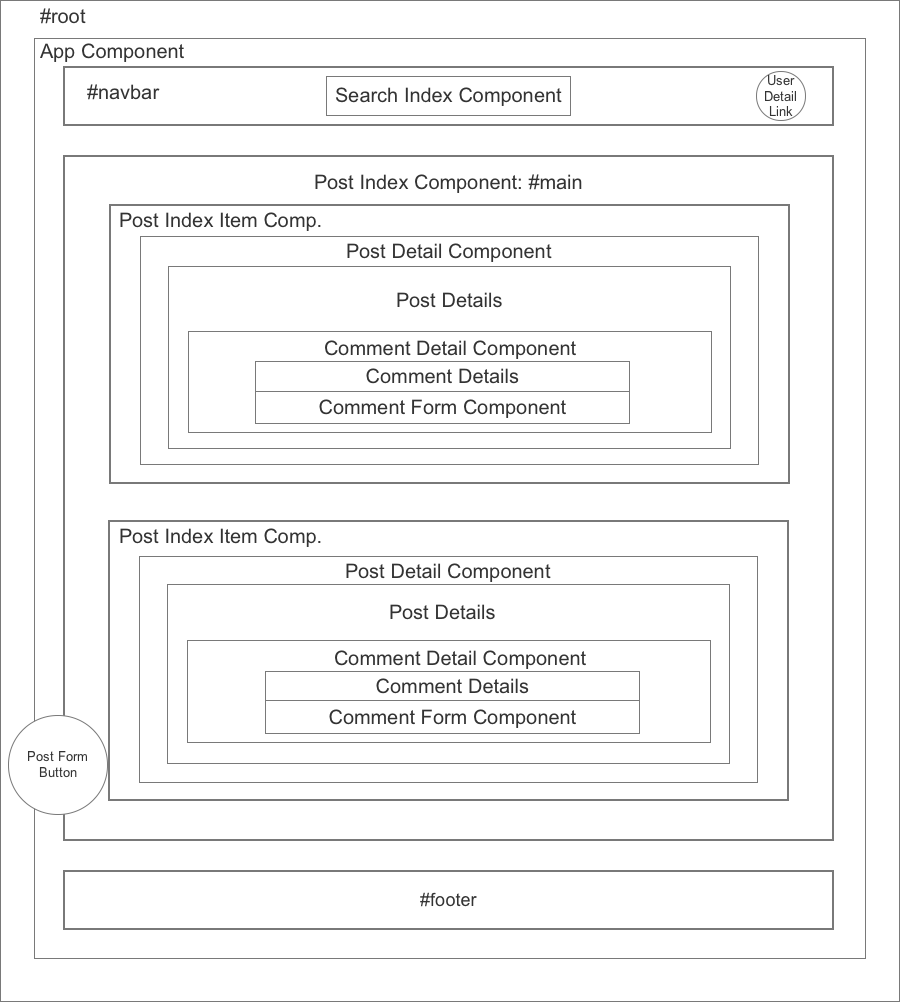 #root
App Component
#navbar
Search Index Component
User
Detail
Link
Post Index Component: #main
Post Index Item Comp.
Post Detail Component
Post Details
Comment Detail Component
Comment Details
Comment Form Component
Post Index Item Comp.
Post Detail Component
Post Details
Comment Detail Component
Comment Details
Comment Form Component
Post Form
Button
#footer